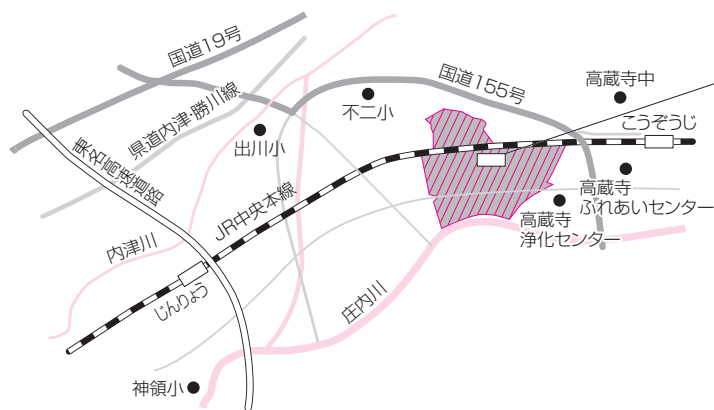 国道19号
県道内津・勝川線
東名高速道路
国道155号
不二小
出川小
高蔵寺中
こうぞうじ
高蔵寺
ふれあいセンター
高蔵寺
浄化センター
JR中央本線
内津川
じんりょう
庄内川
神領小